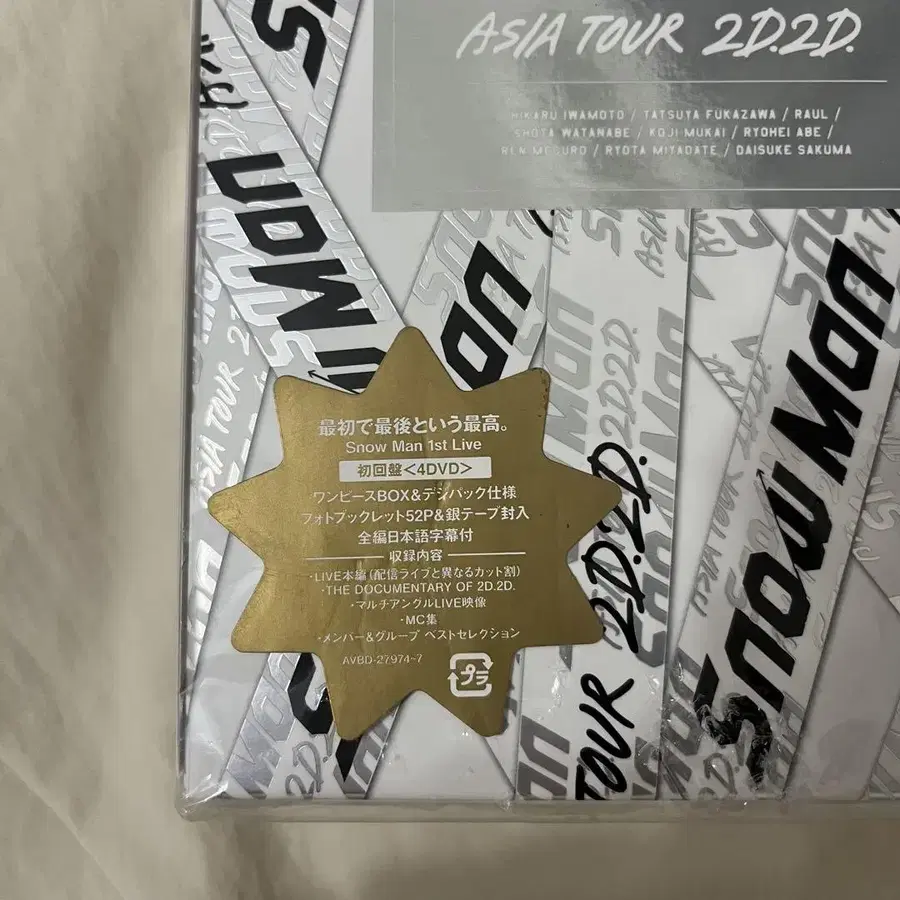 ASIA TOUR 2D.2D.
HIKARU IWAMOTO / TATSUYA FUKAZAWA / RAUL /
SHOTA WATANABE / KOJI MUKAI / RYOHEI ABE /
REN MEGURO / RYOTA MIYADATE / DAISUKE SAKUMA
Snow Man
Snow Man
Snow Man
ASIA TOUR 2D.2D.
TOUR 2D.2D.
最初で最後という最高。
Snow Man 1st Live
初回盤<4DVD>
ワンピースBOX&デジパック仕様
フォトブックレット52P&銀テープ封入
全編日本語字幕付
収録内容
・LIVE本編(配信ライブと異なるカット割)
・THE DOCUMENTARY OF 2D.2D.
・マルチアングルLIVE映像
・MC集
・メンバー&グループ ベストセレクション
AVBD-27974~7
プラ